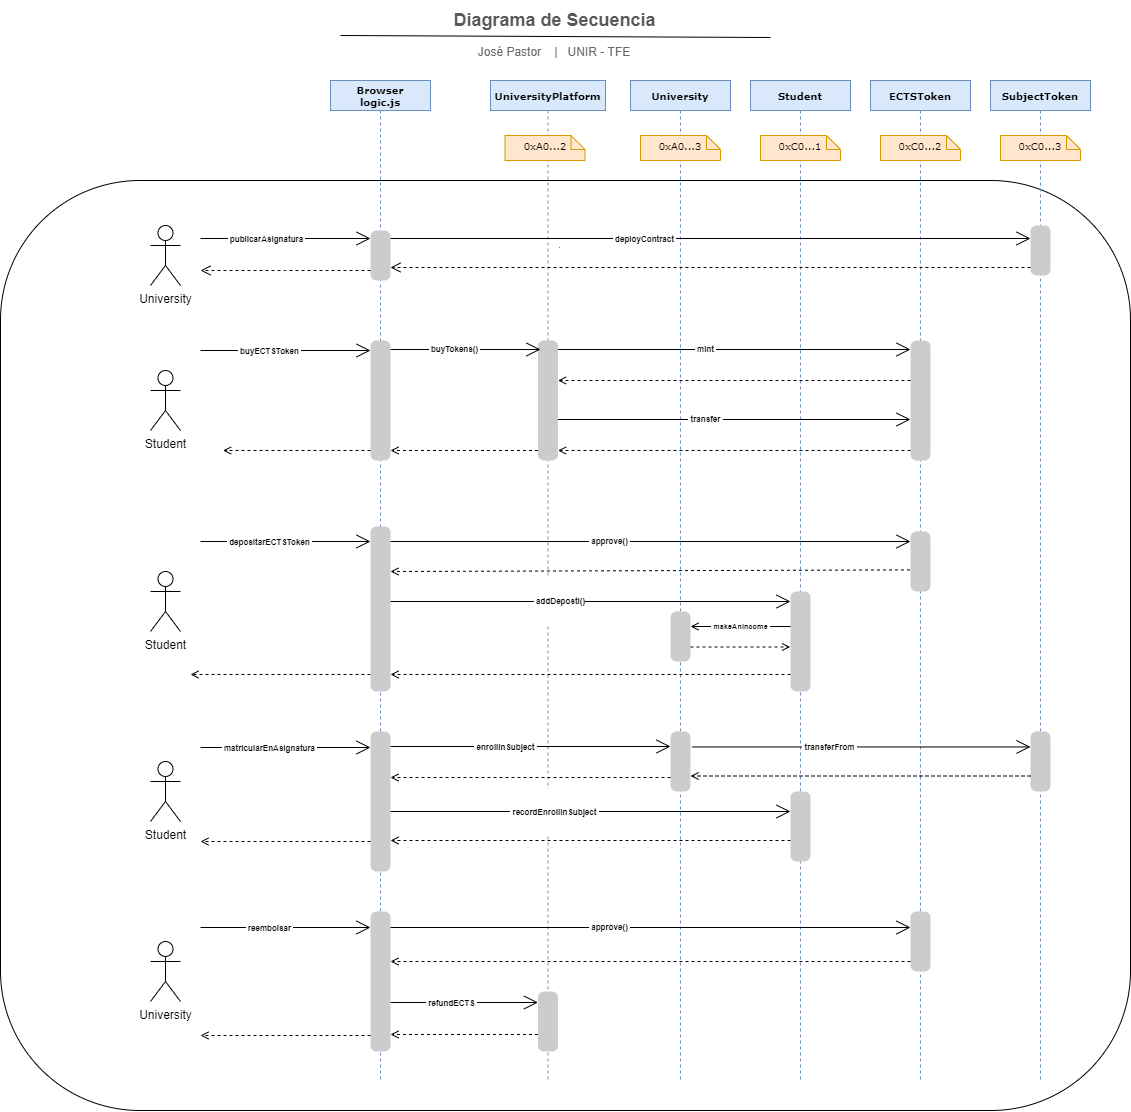 Diagrama de Secuencia
José Pastor | UNIR - TFE
Browser
logic.js
UniversityPlatform
University
Student
ECTSToken
SubjectToken
0xA0...2
0xA0...3
0xC0...1
0xC0...2
0xC0...3
publicarAsignatura
deployContract
University
buyECTSToken
buyTokens()
mint
transfer
Student
depositarECTSToken
approve()
addDeposti()
makeAnIncome
Student
matricularEnAsignatura
enrollInSubject
transferFrom
recordEnrollInSubject
Student
reembolsar
approve()
refundECTS
University